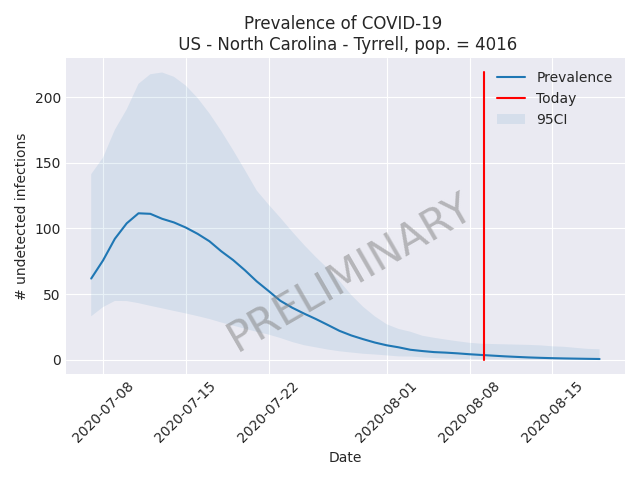 Prevalence of COVID-19
US - North Carolina - Tyrrell, pop. = 4016
Prevalence
Today
95CI
PRELIMINARY
# undetected infections
200
150
100
50
0
2020-07-08
2020-07-15
2020-07-22
2020-08-01
2020-08-08
2020-08-15
Date